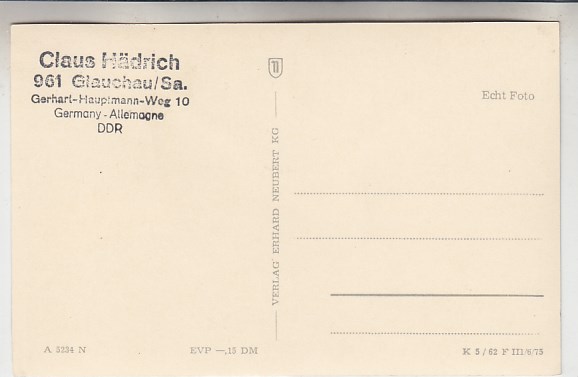 Claus Hädrich
961 Glauchau/Sa.
Gerhart-Hauptmann-Weg 10
Germany - Allemagne
DDR
Echt Foto
VERLAG ERHARD NEUBERT KG
A 3234 N
EVP —,15 DM
K 5/62 F III/6/75